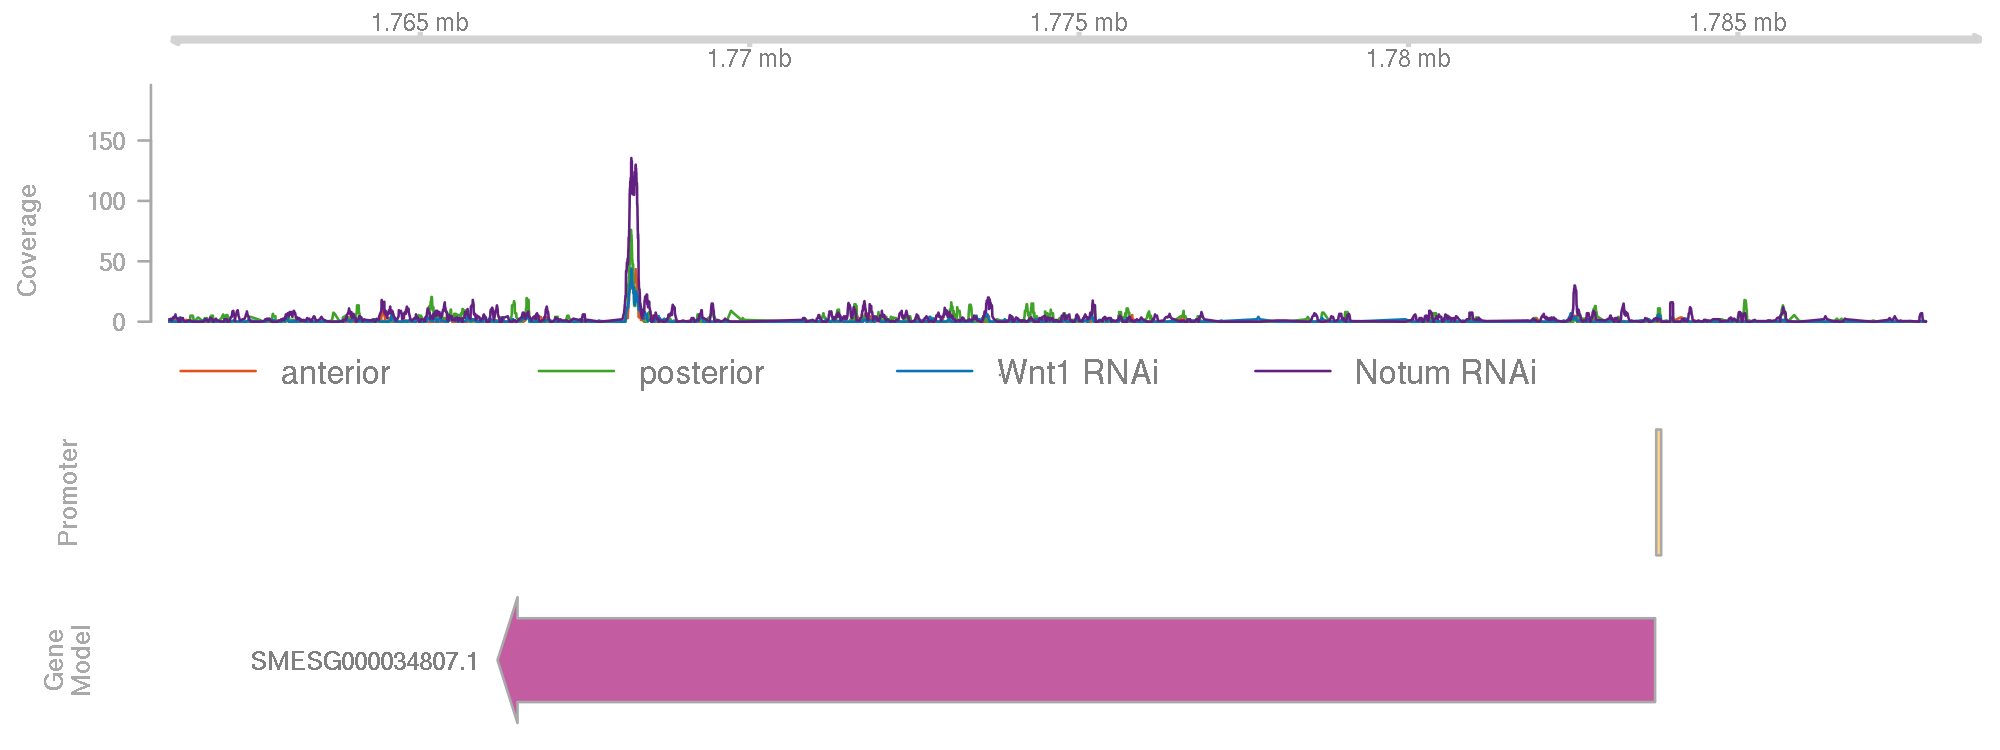 1.765 mb
1.775 mb
1.785 mb
1.77 mb
1.78 mb
Coverage
150
100
50
0
anterior
posterior
Wnt1 RNAi
Notum RNAi
Promoter
Gene
Model
SMESG000034807.1